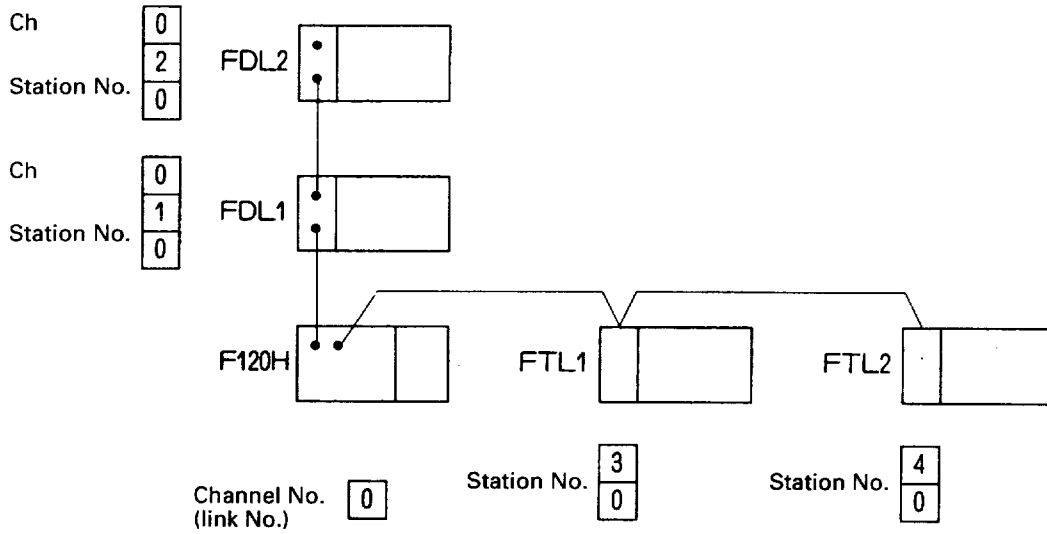 Ch
0
2
Station No.
0
FDL2
Ch
0
1
Station No.
0
FDL1
F120H
FTL1
FTL2
Channel No.
(link No.)
0
Station No.
3
0
Station No.
4
0